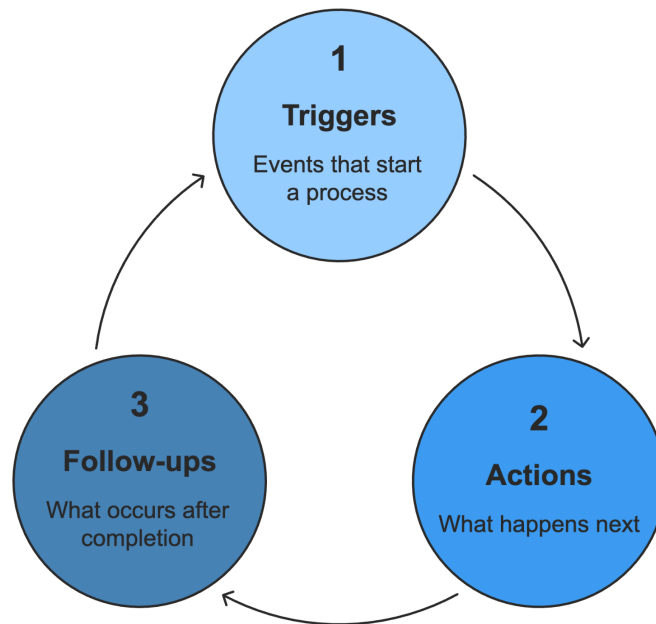 1
Triggers
Events that start
a process
2
Actions
What happens next
3
Follow-ups
What occurs after
completion